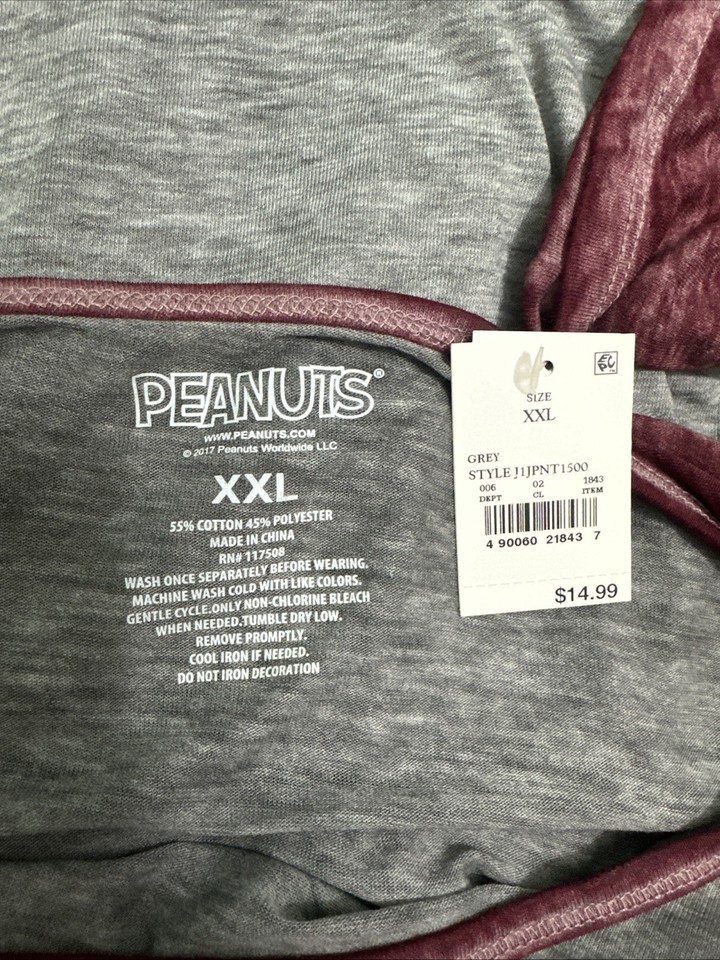 PEANUTS®
www.PEANUTS.COM
© 2017 Peanuts Worldwide LLC
XXL
55% COTTON 45% POLYESTER
MADE IN CHINA
RN# 117508
WASH ONCE SEPARATELY BEFORE WEARING.
MACHINE WASH COLD WITH LIKE COLORS.
GENTLE CYCLE.ONLY NON-CHLORINE BLEACH
WHEN NEEDED.TUMBLE DRY LOW.
REMOVE PROMPTLY.
COOL IRON IF NEEDED.
DO NOT IRON DECORATION
SIZE
XXL
GREY
STYLE J1JPNT1500
006 02 1843
DEPT CL ITEM
4 90060 21843 7
$14.99